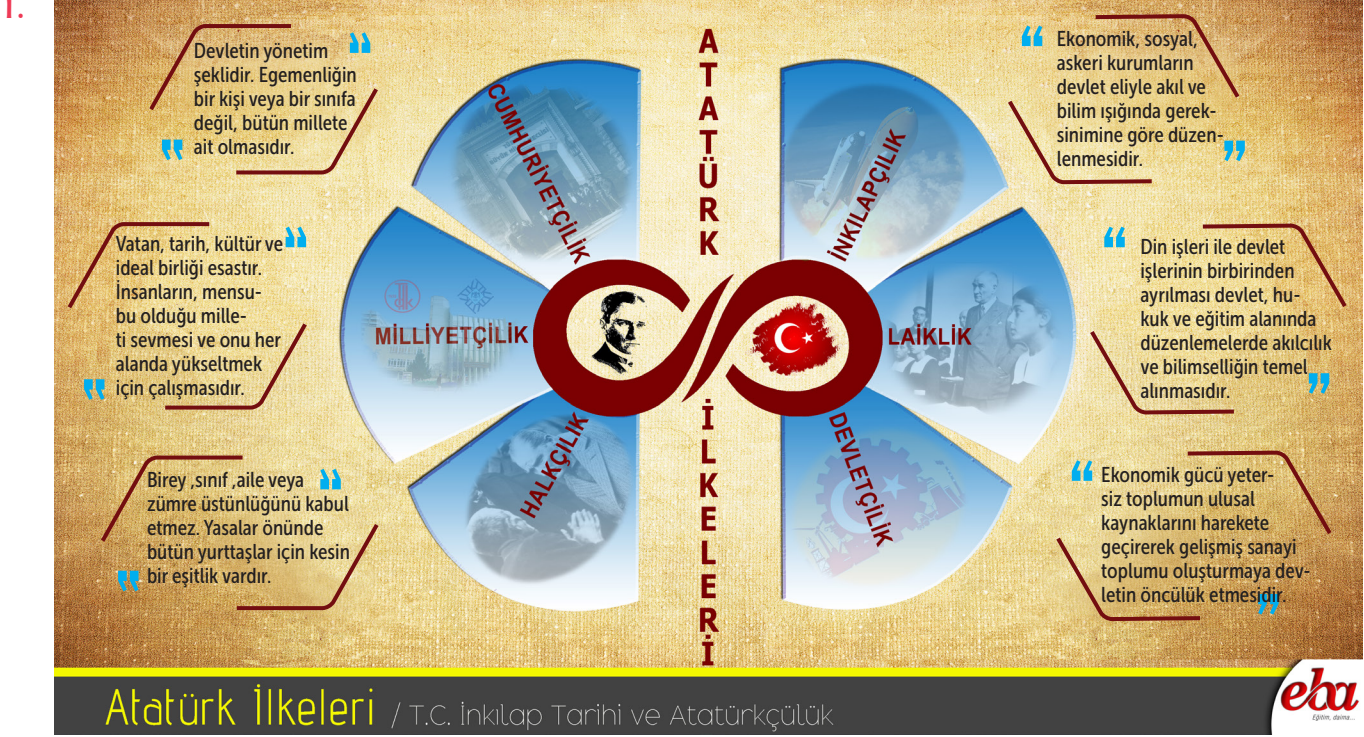 1.
ATATÜRK İLKELERİ
Devletin yönetim
şeklidir. Egemenliğin
bir kişi veya bir sınıfa
değil, bütün millete
ait olmasıdır.
CUMHURİYETÇİLİK
Vatan, tarih, kültür ve
ideal birliği esastır.
İnsanların, mensu-
bu olduğu mille-
ti sevmesi ve onu her
alanda yükseltmek
için çalışmasıdır.
MİLLİYETÇİLİK
Birey ,sınıf ,aile veya
zümre üstünlüğünü kabul
etmez. Yasalar önünde
bütün yurttaşlar için kesin
bir eşitlik vardır.
HALKÇILIK
İNKILAPÇILIK
Ekonomik, sosyal,
askeri kurumların
devlet eliyle akıl ve
bilim ışığında gerek-
sinimine göre düzen-
lenmesidir.
LAİKLİK
Din işleri ile devlet
işlerinin birbirinden
ayrılması devlet, hu-
kuk ve eğitim alanında
düzenlemelerde akılcılık
ve bilimselliğin temel
alınmasıdır.
DEVLETÇİLİK
Ekonomik gücü yeter-
siz toplumun ulusal
kaynaklarını harekete
geçirerek gelişmiş sanayi
toplumu oluşturmaya dev-
letin öncülük etmesidir.
Atatürk İlkeleri / T.C. İnkılap Tarihi ve Atatürkçülük
eba
Eğitim, daima...